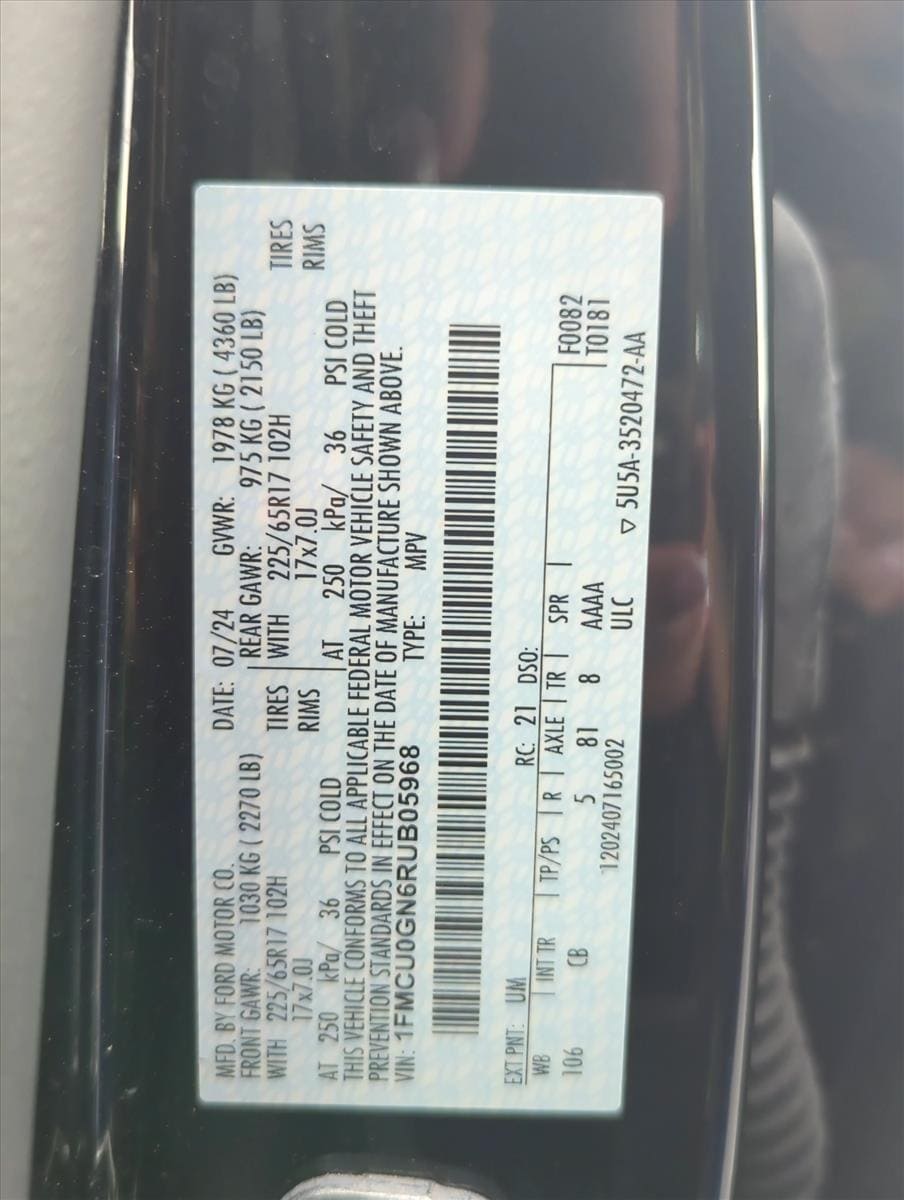 MFD. BY FORD MOTOR CO. DATE: 07/24 GVWR: 1978 KG ( 4360 LB)
FRONT GAWR: 1030 KG ( 2270 LB) REAR GAWR: 975 KG ( 2150 LB)
WITH 225/65R17 102H TIRES WITH 225/65R17 102H TIRES
17x7.0J RIMS 17x7.0J RIMS
AT 250 kPa/ 36 PSI COLD AT 250 kPa/ 36 PSI COLD
THIS VEHICLE CONFORMS TO ALL APPLICABLE FEDERAL MOTOR VEHICLE SAFETY AND THEFT
PREVENTION STANDARDS IN EFFECT ON THE DATE OF MANUFACTURE SHOWN ABOVE.
VIN: 1FMCU0GN6RUB05968 TYPE: MPV
EXT PNT: UM RC: 21 DSO:
WB INT TR TP/PS R AXLE TR SPR F0082
106 CB 5 81 8 AAAA T0181
1202407165002 ULC ▽ 5U5A-3520472-AA